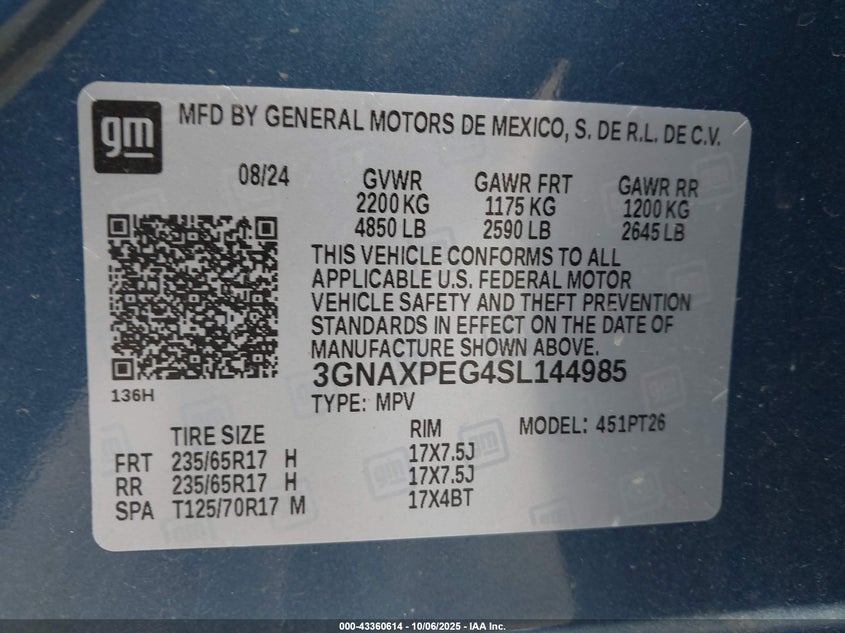 gm
MFD BY GENERAL MOTORS DE MEXICO, S. DE R.L. DE C.V.
08/24 GVWR GAWR FRT GAWR RR
2200 KG 1175 KG 1200 KG
4850 LB 2590 LB 2645 LB
THIS VEHICLE CONFORMS TO ALL
APPLICABLE U.S. FEDERAL MOTOR
VEHICLE SAFETY AND THEFT PREVENTION
STANDARDS IN EFFECT ON THE DATE OF
MANUFACTURE SHOWN ABOVE.
3GNAXPEG4SL144985
136H
TYPE: MPV
TIRE SIZE RIM MODEL: 451PT26
FRT 235/65R17 H 17X7.5J
RR 235/65R17 H 17X7.5J
SPA T125/70R17 M 17X4BT
000-43360614 - 10/06/2025 - IAA Inc.